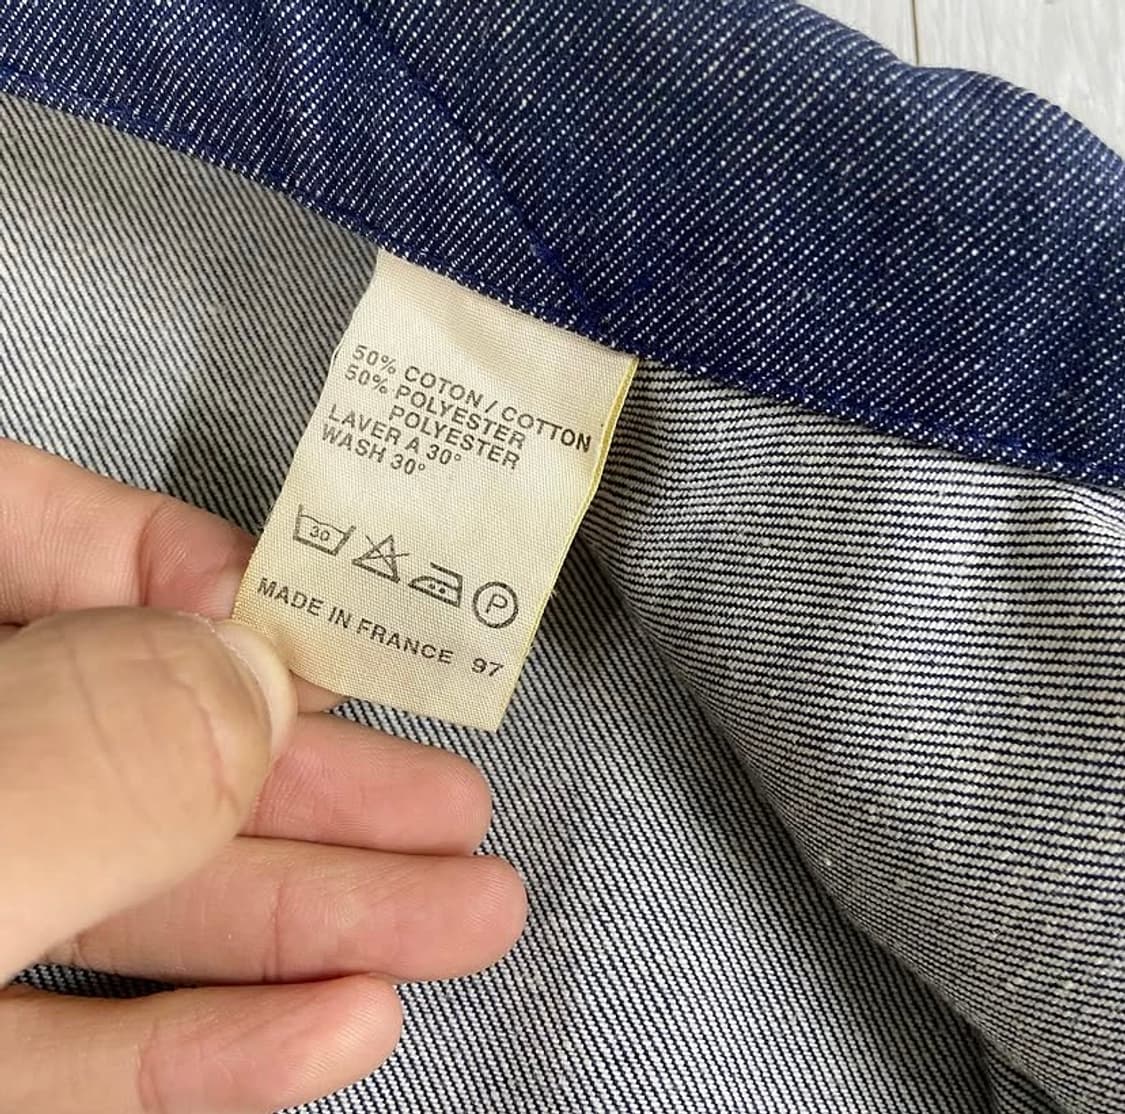 50% COTON / COTTON
50% POLYESTER
POLYESTER
LAVER A 30°
WASH 30°
30
P
MADE IN FRANCE 97